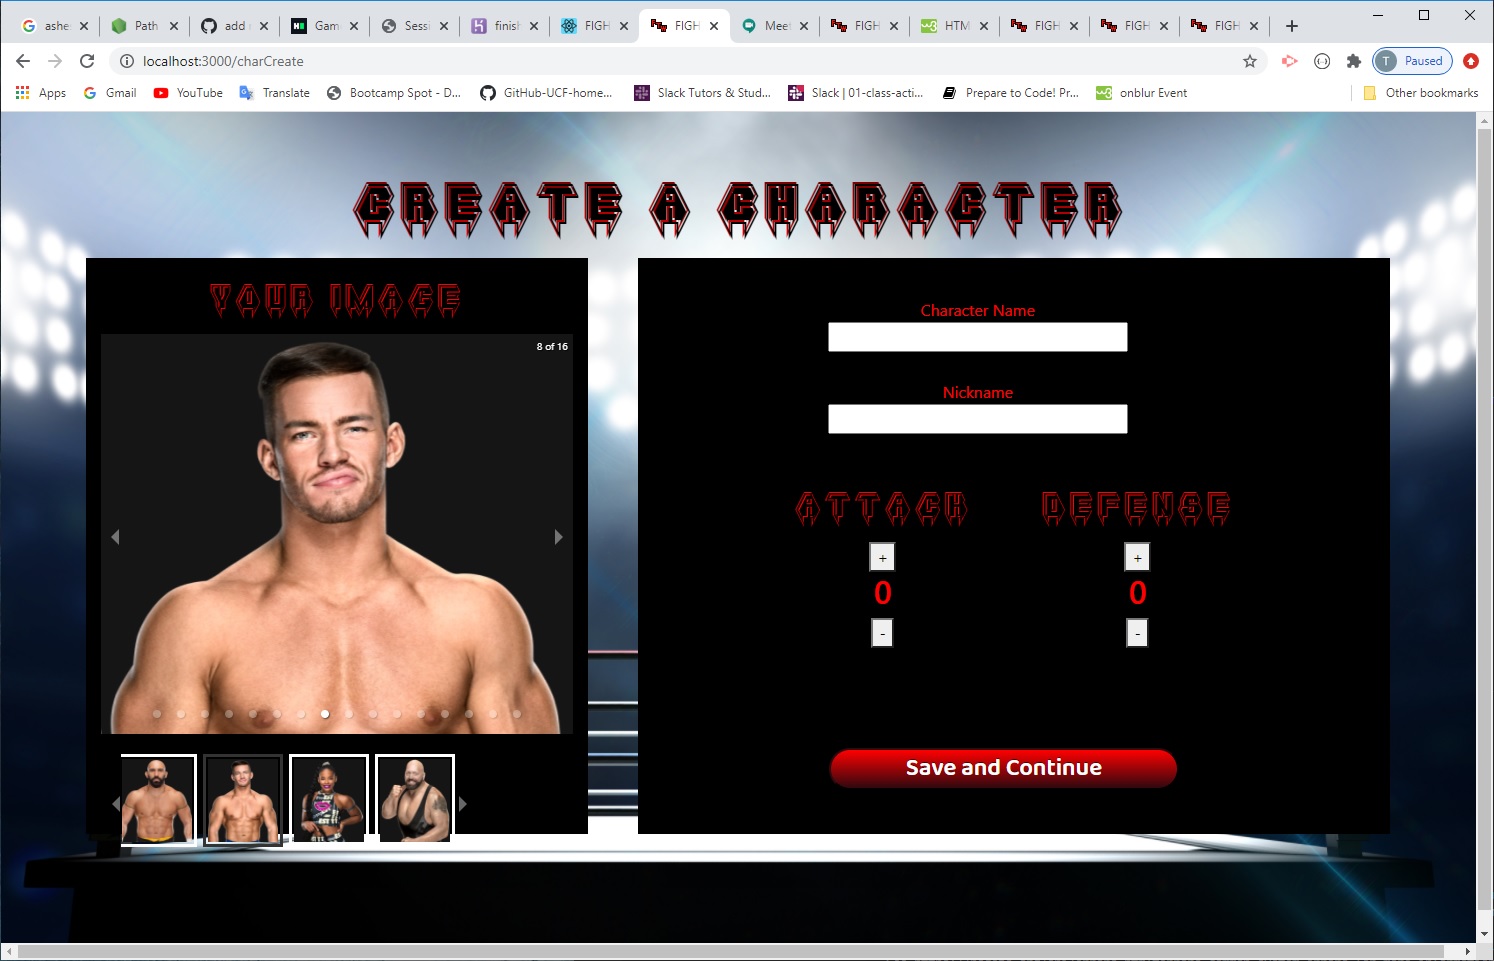 ashe
Path
add
Gam
Sessi
finish
FIGH
FIGH
Meet
FIGH
HTM
FIGH
FIGH
FIGH
localhost:3000/charCreate
T Paused
Apps
Gmail
YouTube
Translate
Bootcamp Spot - D...
GitHub-UCF-home...
Slack Tutors & Stud...
Slack | 01-class-acti...
Prepare to Code! Pr...
onblur Event
Other bookmarks
CREATE A CHARACTER
YOUR IMAGE
8 of 16
Character Name
Nickname
ATTACK DEFENSE
+ +
0 0
- -
Save and Continue